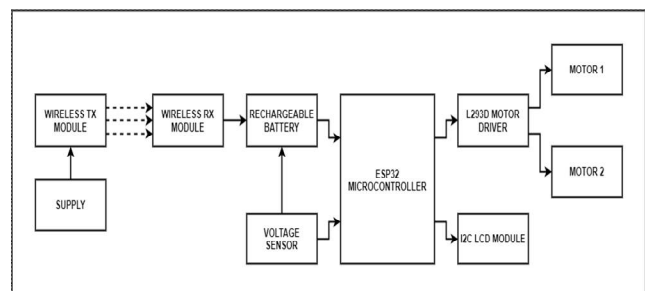 WIRELESS TX
MODULE
SUPPLY
WIRELESS RX
MODULE
RECHARGEABLE
BATTERY
VOLTAGE
SENSOR
ESP32
MICROCONTROLLER
L293D MOTOR
DRIVER
I2C LCD MODULE
MOTOR 1
MOTOR 2